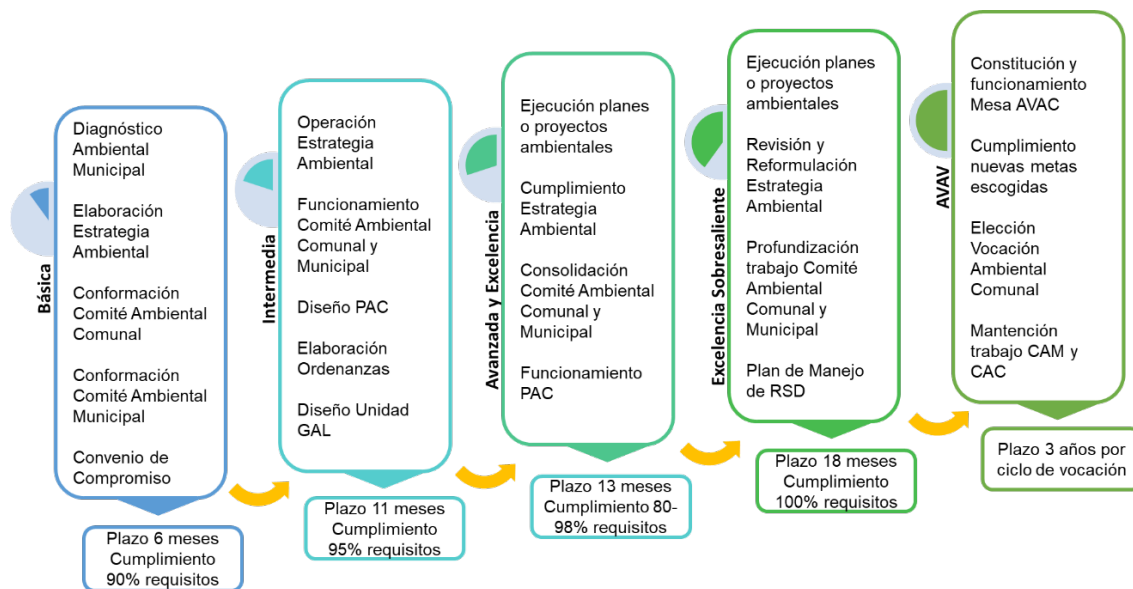 Básica
Diagnóstico
Ambiental
Municipal
Elaboración
Estrategia
Ambiental
Conformación
Comité Ambiental
Comunal
Conformación
Comité Ambiental
Municipal
Convenio de
Compromiso
Plazo 6 meses
Cumplimiento
90% requisitos
Intermedia
Operación
Estrategia
Ambiental
Funcionamiento
Comité Ambiental
Comunal y
Municipal
Diseño PAC
Elaboración
Ordenanzas
Diseño Unidad
GAL
Plazo 11 meses
Cumplimiento
95% requisitos
Avanzada y Excelencia
Ejecución planes
o proyectos
ambientales
Cumplimiento
Estrategia
Ambiental
Consolidación
Comité Ambiental
Comunal y
Municipal
Funcionamiento
PAC
Plazo 13 meses
Cumplimiento 80-
98% requisitos
Excelencia Sobresaliente
Ejecución planes
o proyectos
ambientales
Revisión y
Reformulación
Estrategia
Ambiental
Profundización
trabajo Comité
Ambiental
Comunal y
Municipal
Plan de Manejo
de RSD
Plazo 18 meses
Cumplimiento
100% requisitos
AVAV
Constitución y
funcionamiento
Mesa AVAC
Cumplimiento
nuevas metas
escogidas
Elección
Vocación
Ambiental
Comunal
Mantención
trabajo CAM y
CAC
Plazo 3 años por
ciclo de vocación